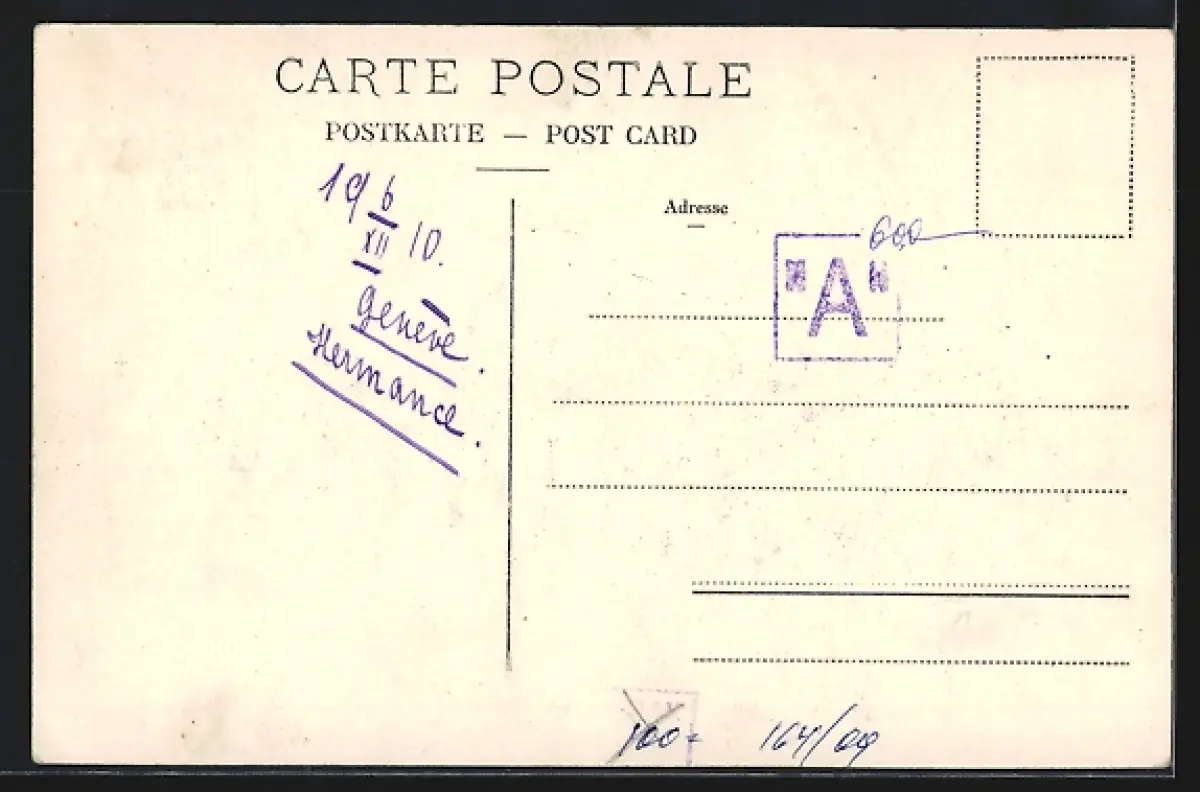 CARTE POSTALE
POSTKARTE — POST CARD
19 6/XII 10.
Genève.
Hermance.
Adresse
600
"A"
100-
164/09